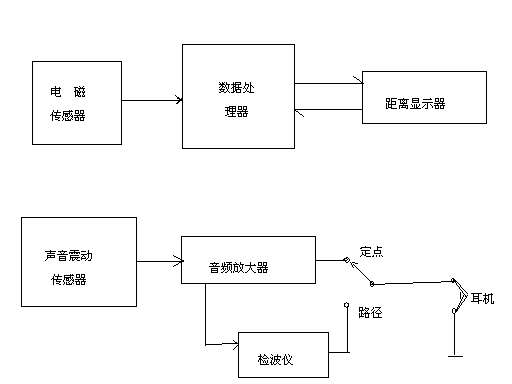 电 磁
传感器
数据处
理器
距离显示器
声音震动
传感器
音频放大器
定点
路径
耳机
检波仪